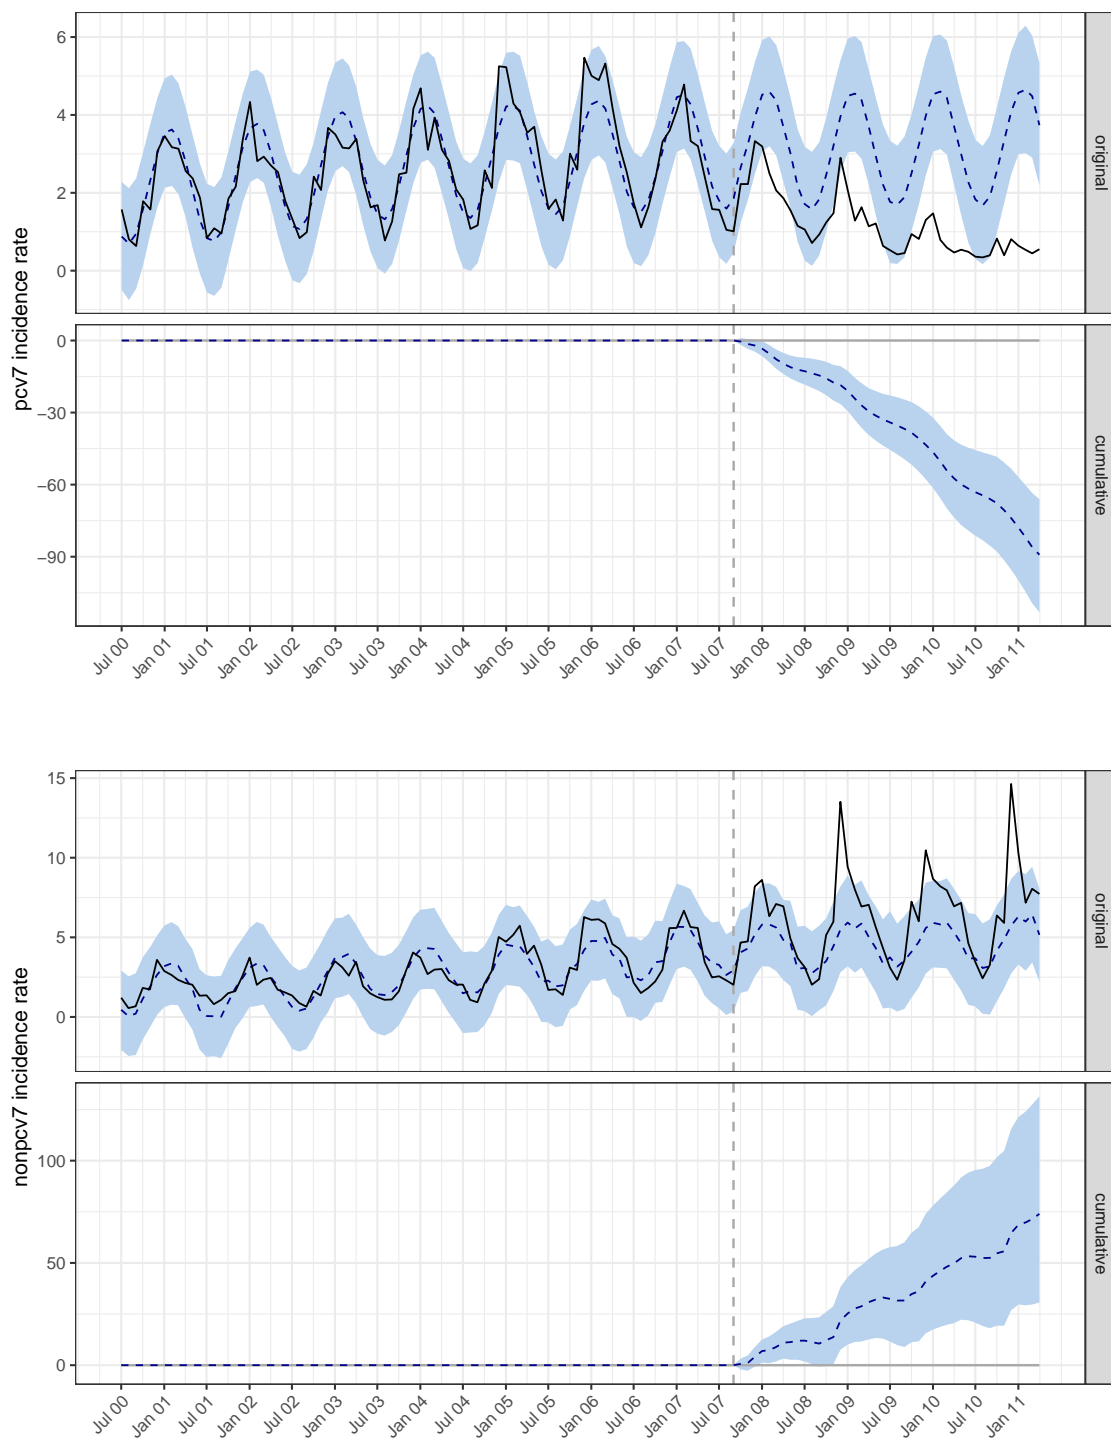 6
4
2
0
original
pcv7 incidence rate
0
−30
−60
−90
cumulative
Jul 00
Jan 01
Jul 01
Jan 02
Jul 02
Jan 03
Jul 03
Jan 04
Jul 04
Jan 05
Jul 05
Jan 06
Jul 06
Jan 07
Jul 07
Jan 08
Jul 08
Jan 09
Jul 09
Jan 10
Jul 10
Jan 11
15
10
5
0
original
nonpcv7 incidence rate
100
50
0
cumulative
Jul 00
Jan 01
Jul 01
Jan 02
Jul 02
Jan 03
Jul 03
Jan 04
Jul 04
Jan 05
Jul 05
Jan 06
Jul 06
Jan 07
Jul 07
Jan 08
Jul 08
Jan 09
Jul 09
Jan 10
Jul 10
Jan 11